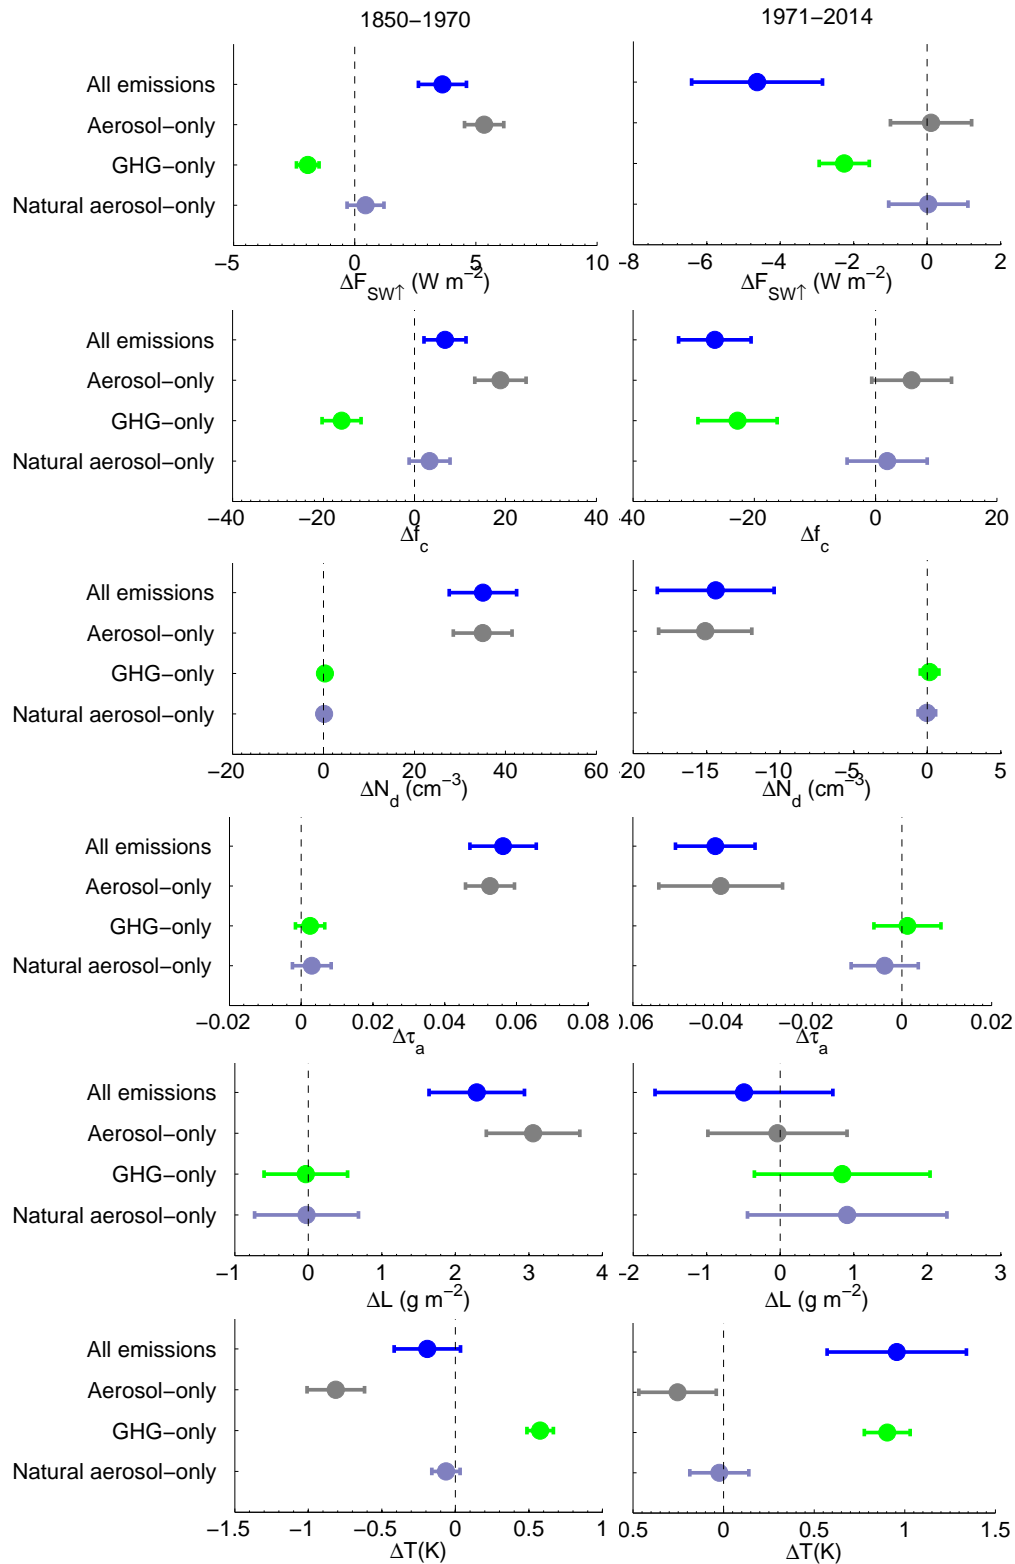 1850−1970 1971−2014
All emissions
Aerosol−only
GHG−only
Natural aerosol−only
−5 0 5 10 −8 −6 −4 −2 0 2
ΔF_SW↑ (W m⁻²) ΔF_SW↑ (W m⁻²)
All emissions
Aerosol−only
GHG−only
Natural aerosol−only
−40 −20 0 20 40 −40 −20 0 20
Δf_c Δf_c
All emissions
Aerosol−only
GHG−only
Natural aerosol−only
−20 0 20 40 60 −20 −15 −10 −5 0 5
ΔN_d (cm⁻³) ΔN_d (cm⁻³)
All emissions
Aerosol−only
GHG−only
Natural aerosol−only
−0.02 0 0.02 0.04 0.06 0.08 −0.06 −0.04 −0.02 0 0.02
Δτ_a Δτ_a
All emissions
Aerosol−only
GHG−only
Natural aerosol−only
−1 0 1 2 3 4 −2 −1 0 1 2 3
ΔL (g m⁻²) ΔL (g m⁻²)
All emissions
Aerosol−only
GHG−only
Natural aerosol−only
−1.5 −1 −0.5 0 0.5 1 0.5 0 0.5 1 1.5
ΔT(K) ΔT(K)